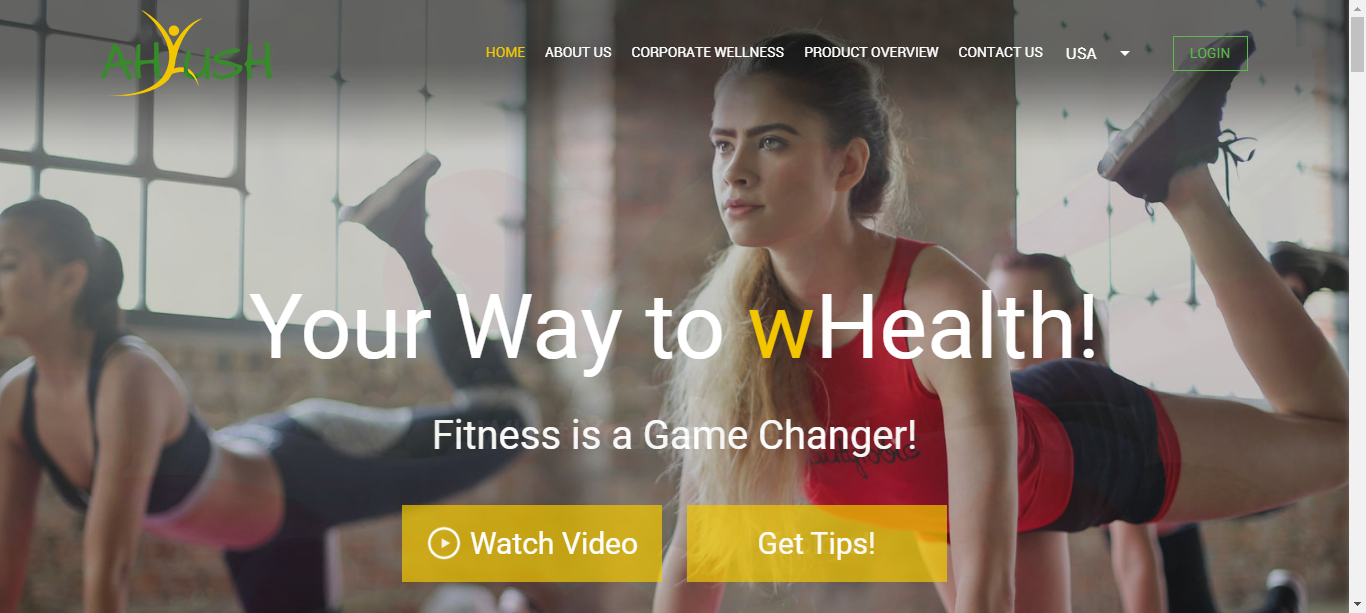 AHYUSH
HOME ABOUT US CORPORATE WELLNESS PRODUCT OVERVIEW CONTACT US USA LOGIN
Your Way to wHealth!
Fitness is a Game Changer!
Watch Video Get Tips!